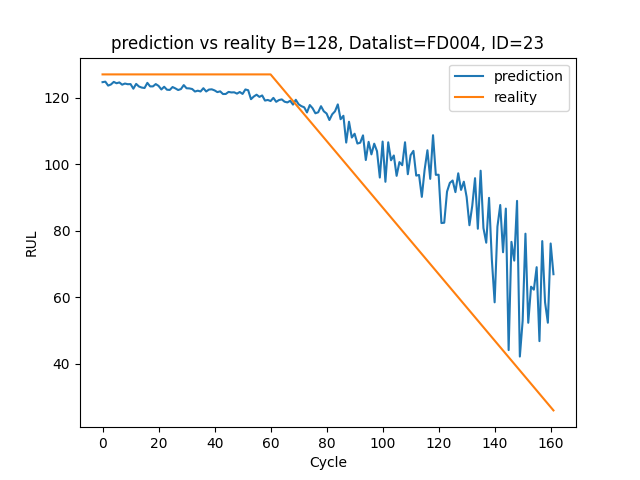 prediction vs reality B=128, Datalist=FD004, ID=23
prediction
reality
RUL
120
100
80
60
40
0 20 40 60 80 100 120 140 160
Cycle